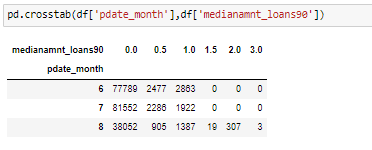 pd.crosstab(df['pdate_month'],df['medianamnt_loans90'])
medianamnt_loans90 0.0 0.5 1.0 1.5 2.0 3.0
pdate_month
6 77789 2477 2863 0 0 0
7 81552 2286 1922 0 0 0
8 38052 905 1387 19 307 3